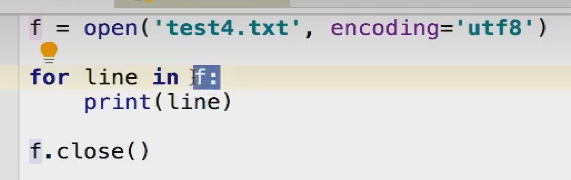 f = open('test4.txt', encoding='utf8')
for line in f:
    print(line)
f.close()